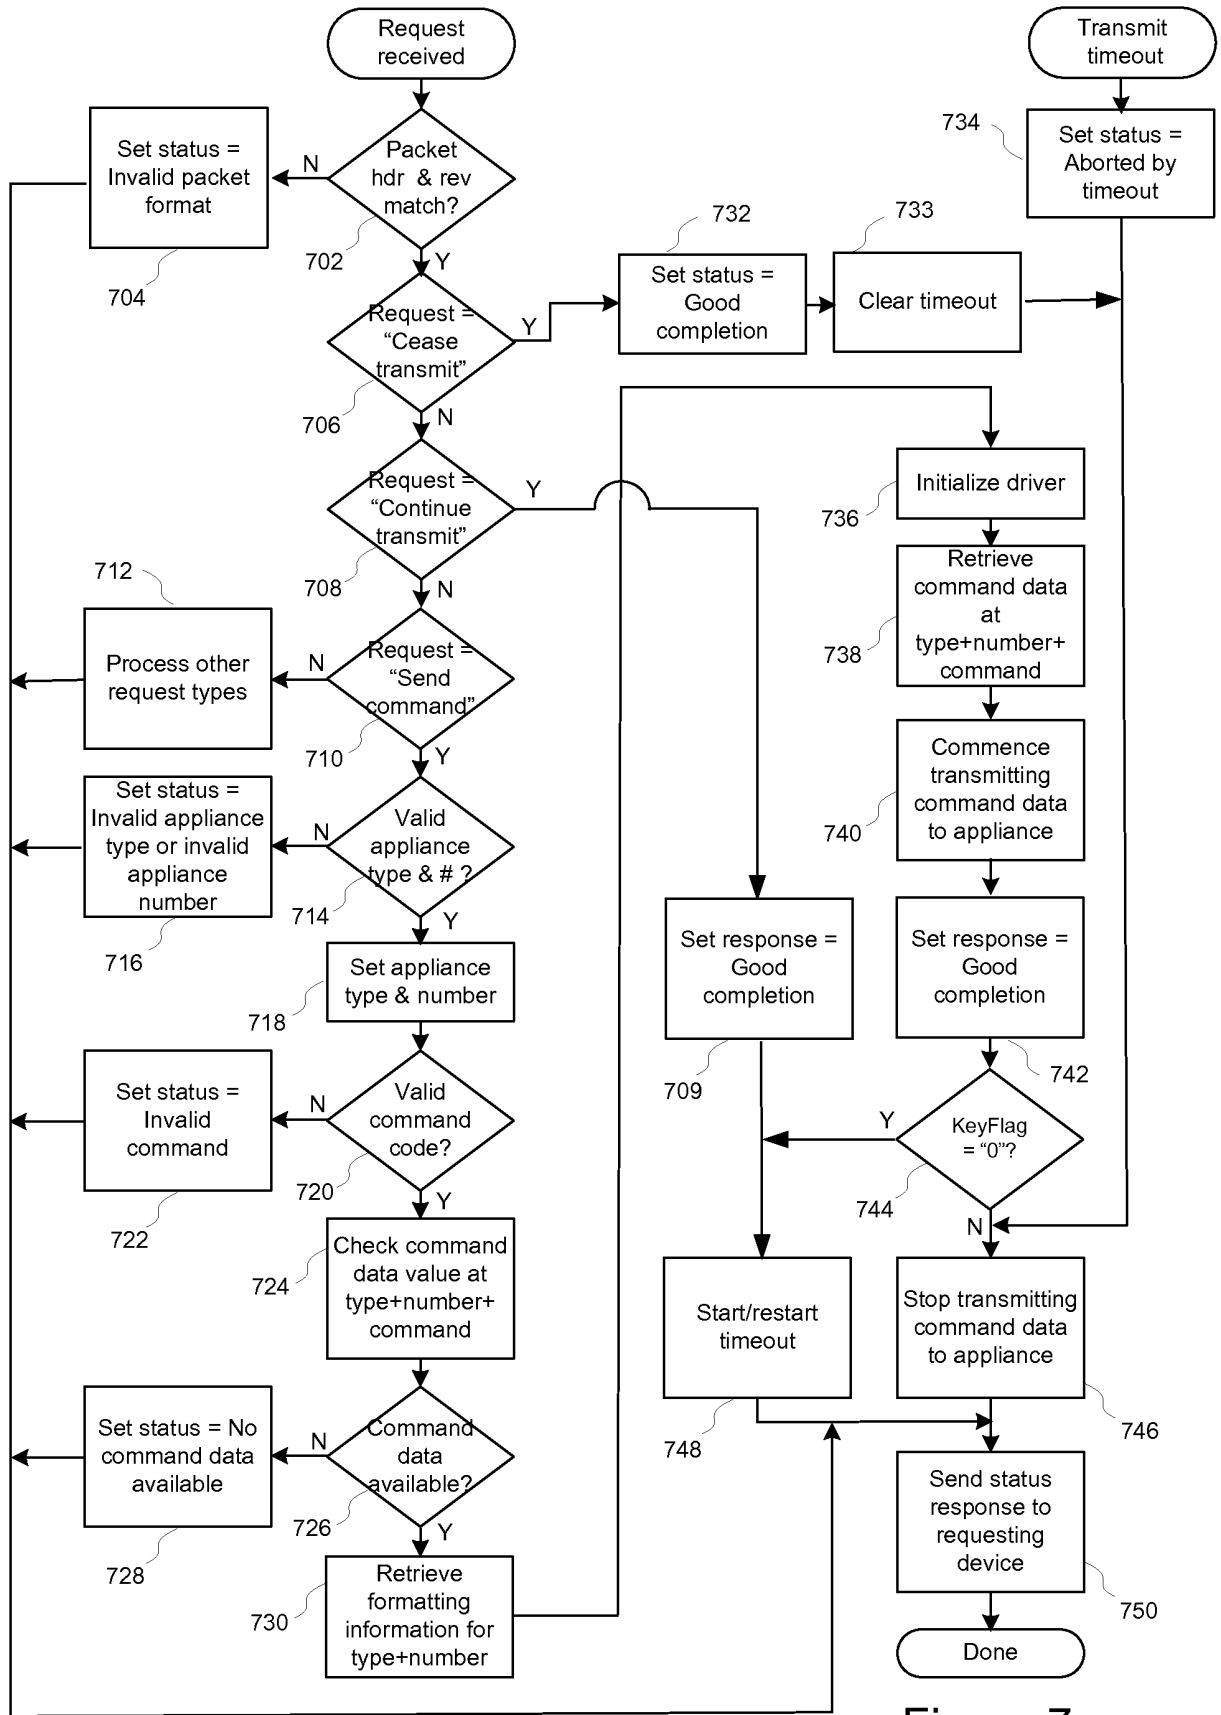 Request
received
Transmit
timeout
Packet
hdr & rev
match?
N
Set status =
Invalid packet
format
704
702
Y
734
Set status =
Aborted by
timeout
732
733
Request =
“Cease
transmit”
Y
Set status =
Good
completion
Clear timeout
706
N
Request =
“Continue
transmit”
Y
708
N
Initialize driver
736
Retrieve
command data
at
type+number+
command
738
712
Process other
request types
N
Request =
“Send
command”
710
Y
Commence
transmitting
command data
to appliance
740
Set status =
Invalid appliance
type or invalid
appliance
number
N
Valid
appliance
type & # ?
716
714
Y
Set appliance
type & number
718
Set response =
Good
completion
709
Set response =
Good
completion
742
Set status =
Invalid
command
N
Valid
command
code?
722
720
Y
Y
KeyFlag
= “0”?
744
N
Check command
data value at
type+number+
command
724
Start/restart
timeout
748
Stop transmitting
command data
to appliance
746
Set status = No
command data
available
N
Command
data
available?
728
726
Y
Send status
response to
requesting
device
750
Retrieve
formatting
information for
type+number
730
Done